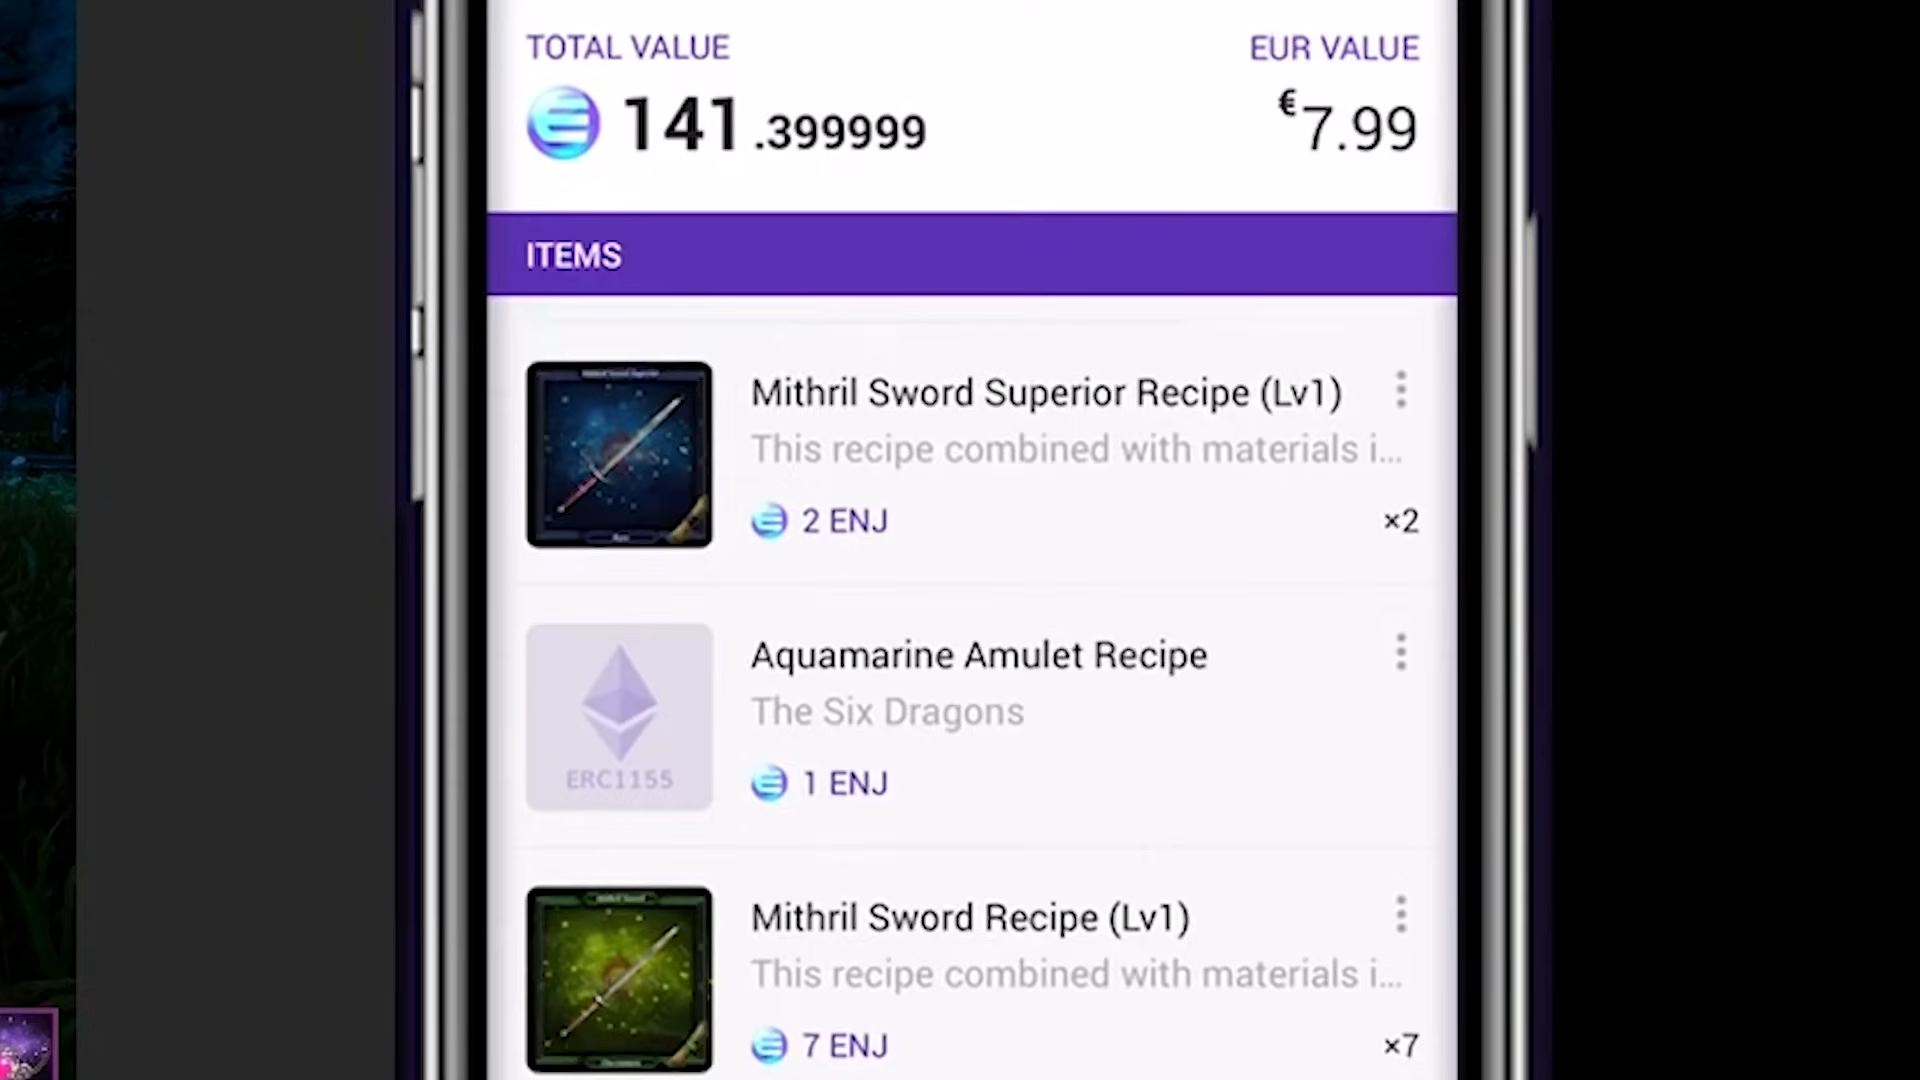 TOTAL VALUE
EUR VALUE
141.399999
€7.99
ITEMS
Mithril Sword Superior Recipe (Lv1)
This recipe combined with materials i...
2 ENJ
×2
Aquamarine Amulet Recipe
The Six Dragons
ERC1155
1 ENJ
Mithril Sword Recipe (Lv1)
This recipe combined with materials i...
7 ENJ
×7